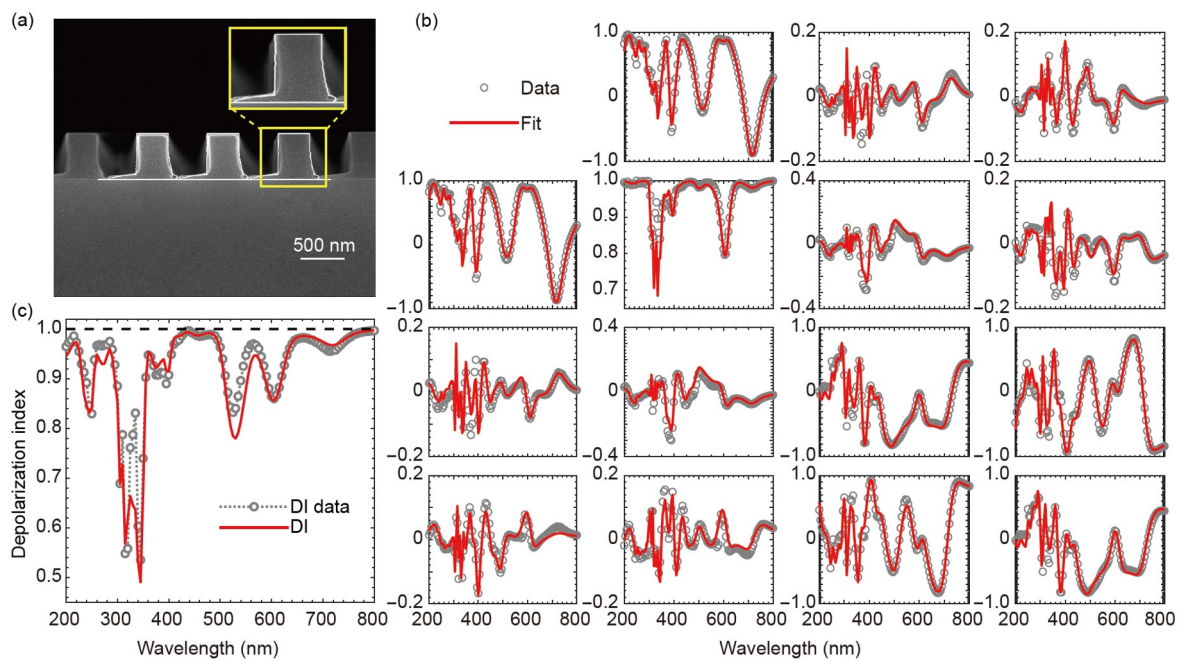 (a)
500 nm
(b)
Data
Fit
1.0 0.2 0.2
0 0 0
−1.0 −0.2 −0.2
1.0 1.0 0.4 0.2
0.9
0 0 0
0.8
0.7
−1.0 −0.4 −0.2
0.2 0.4 1.0 1.0
0 0 0 0
−0.2 −0.4 −1.0 −1.0
0.2 0.2 1.0 1.0
0 0 0 0
−0.2 −0.2 −1.0 −1.0
200 400 600 800 200 400 600 800 200 400 600 800 200 400 600 800
Wavelength (nm)
(c)
Depolarization index
1.0
0.9
0.8
0.7
0.6
0.5
DI data
DI
200 300 400 500 600 700 800
Wavelength (nm)